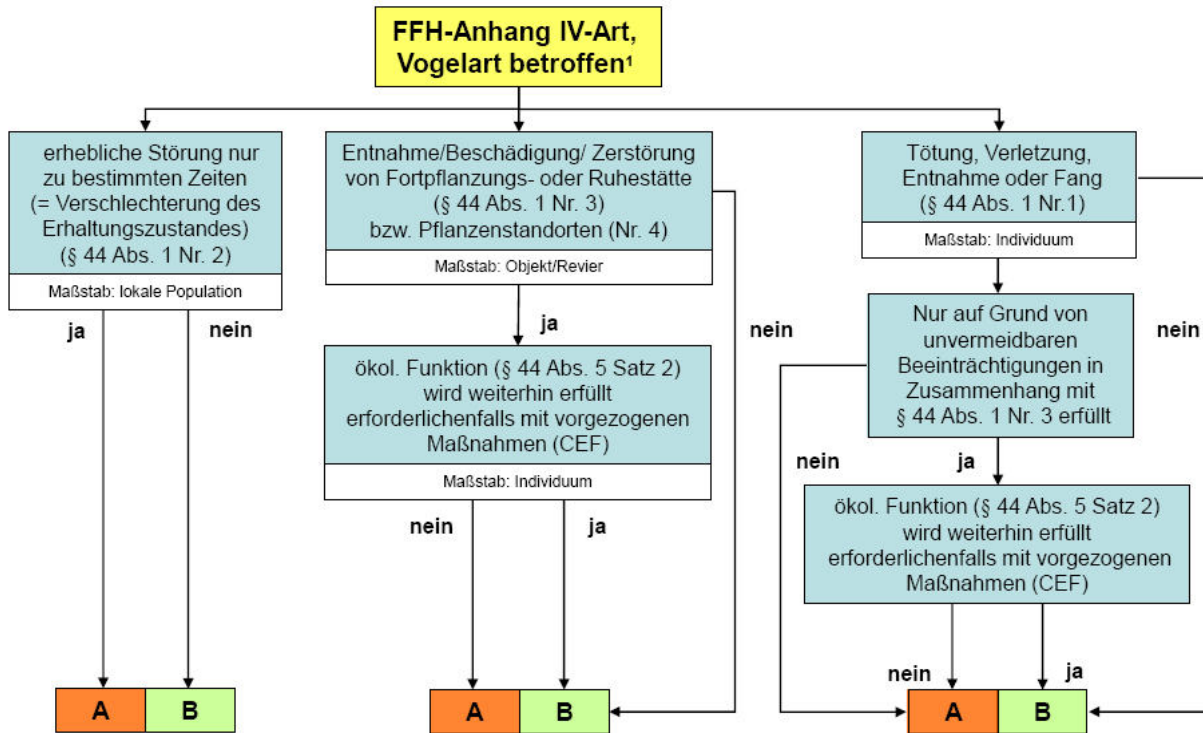 FFH-Anhang IV-Art,
Vogelart betroffen¹
erhebliche Störung nur
zu bestimmten Zeiten
(= Verschlechterung des
Erhaltungszustandes)
(§ 44 Abs. 1 Nr. 2)
Maßstab: lokale Population
ja
nein
A
B
Entnahme/Beschädigung/ Zerstörung
von Fortpflanzungs- oder Ruhestätte
(§ 44 Abs. 1 Nr. 3)
bzw. Pflanzenstandorten (Nr. 4)
Maßstab: Objekt/Revier
ja
nein
ökol. Funktion (§ 44 Abs. 5 Satz 2)
wird weiterhin erfüllt
erforderlichenfalls mit vorgezogenen
Maßnahmen (CEF)
Maßstab: Individuum
nein
ja
A
B
Tötung, Verletzung,
Entnahme oder Fang
(§ 44 Abs. 1 Nr.1)
Maßstab: Individuum
nein
Nur auf Grund von
unvermeidbaren
Beeinträchtigungen in
Zusammenhang mit
§ 44 Abs. 1 Nr. 3 erfüllt
nein
ja
ökol. Funktion (§ 44 Abs. 5 Satz 2)
wird weiterhin erfüllt
erforderlichenfalls mit vorgezogenen
Maßnahmen (CEF)
nein
ja
A
B